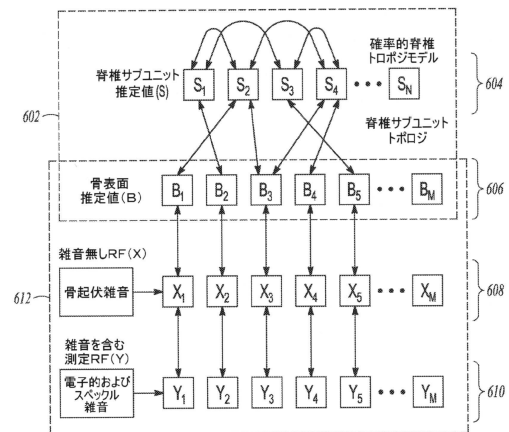 確率的脊椎
トロポジモデル
脊椎サブユニット
推定値(S)
S1 S2 S3 S4 ••• SN
604
602
脊椎サブユニット
トポロジ
骨表面
推定値(B)
B1 B2 B3 B4 B5 ••• BM
606
雑音無しRF(X)
骨起伏雑音
X1 X2 X3 X4 X5 ••• XM
608
612
雑音を含む
測定RF(Y)
電子的および
スペックル
雑音
Y1 Y2 Y3 Y4 Y5 ••• YM
610